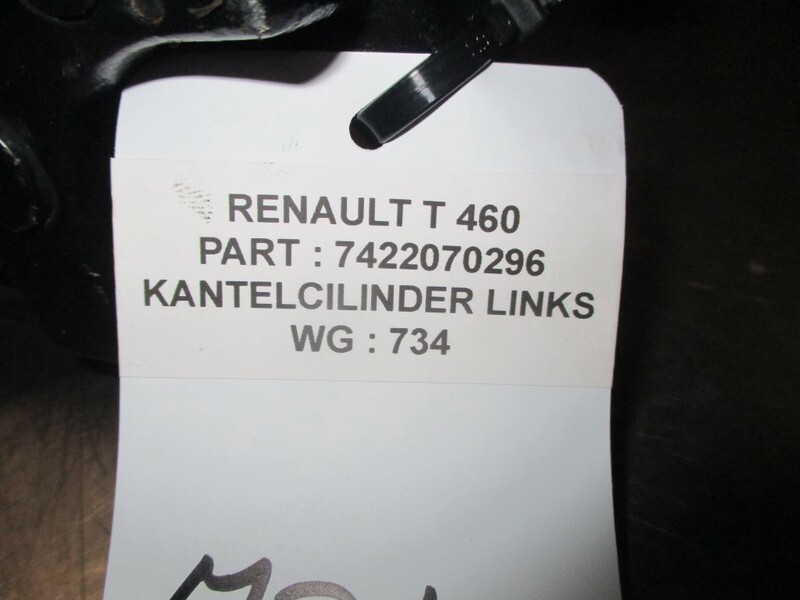 RENAULT T 460
PART : 7422070296
KANTELCILINDER LINKS
WG : 734